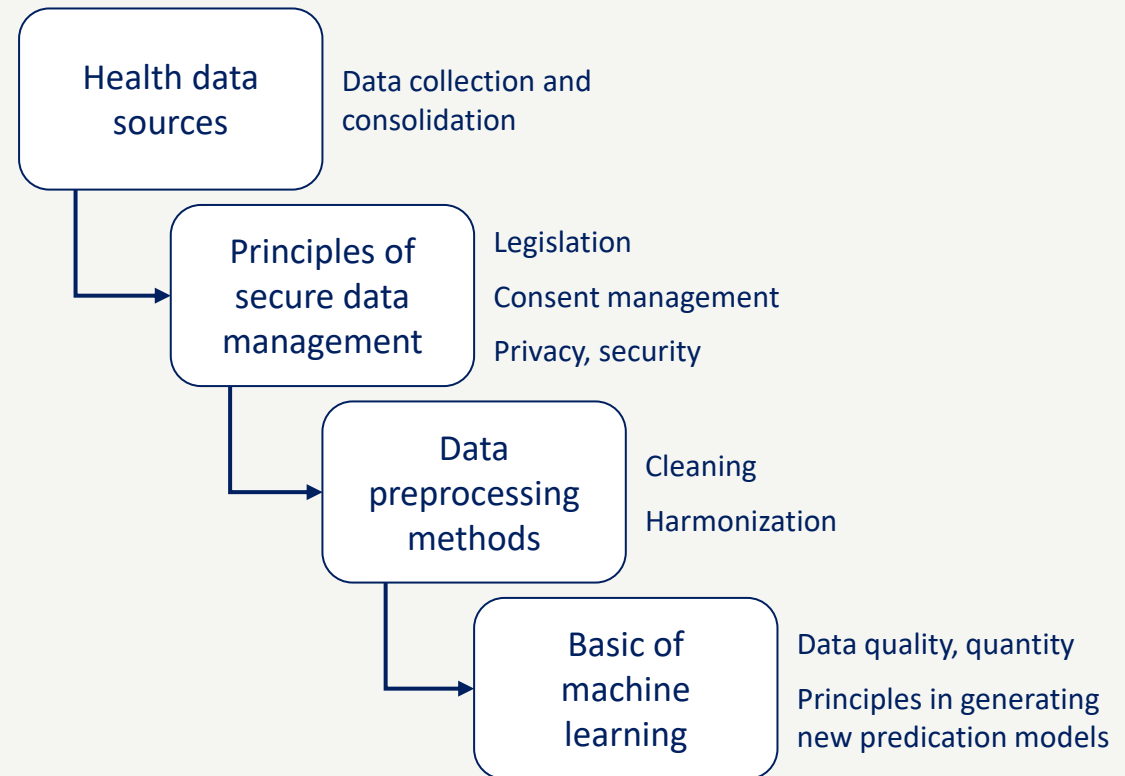 Health data
sources
Data collection and
consolidation
Principles of
secure data
management
Legislation
Consent management
Privacy, security
Data
preprocessing
methods
Cleaning
Harmonization
Basic of
machine
learning
Data quality, quantity
Principles in generating
new predication models